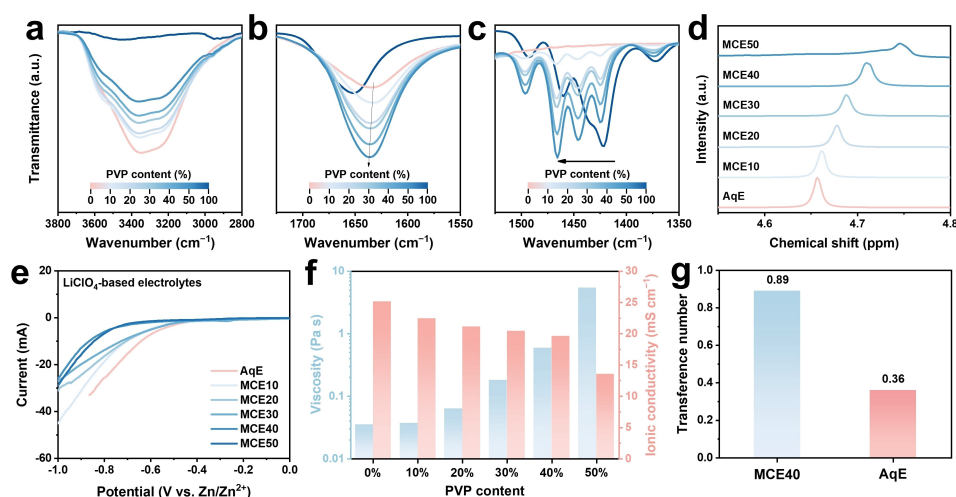 a
Transmittance (a.u.)
PVP content (%)
0 10 20 30 40 50 100
3800 3600 3400 3200 3000 2800
Wavenumber (cm⁻¹)
b
PVP content (%)
0 10 20 30 40 50 100
1700 1650 1600 1550
Wavenumber (cm⁻¹)
c
PVP content (%)
0 10 20 30 40 50 100
1500 1450 1400 1350
Wavenumber (cm⁻¹)
d
Intensity (a.u.)
MCE50
MCE40
MCE30
MCE20
MCE10
AqE
4.6 4.7 4.8
Chemical shift (ppm)
e
LiClO₄-based electrolytes
Current (mA)
20
0
-20
-40
-60
AqE
MCE10
MCE20
MCE30
MCE40
MCE50
-1.0 -0.8 -0.6 -0.4 -0.2 0.0
Potential (V vs. Zn/Zn²⁺)
f
Viscosity (Pa s)
10
1
0.1
0.01
0% 10% 20% 30% 40% 50%
PVP content
30
25
20
15
10
5
0
Ionic conductivity (mS cm⁻¹)
g
Transference number
1.0
0.8
0.6
0.4
0.2
0.0
0.89
0.36
MCE40 AqE